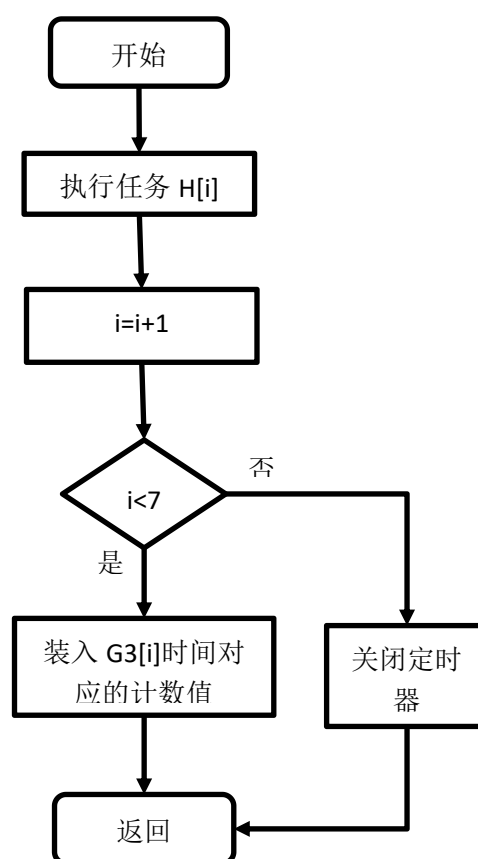 开始
执行任务 H[i]
i=i+1
i<7
否
是
装入 G3[i]时间对
应的计数值
关闭定时
器
返回